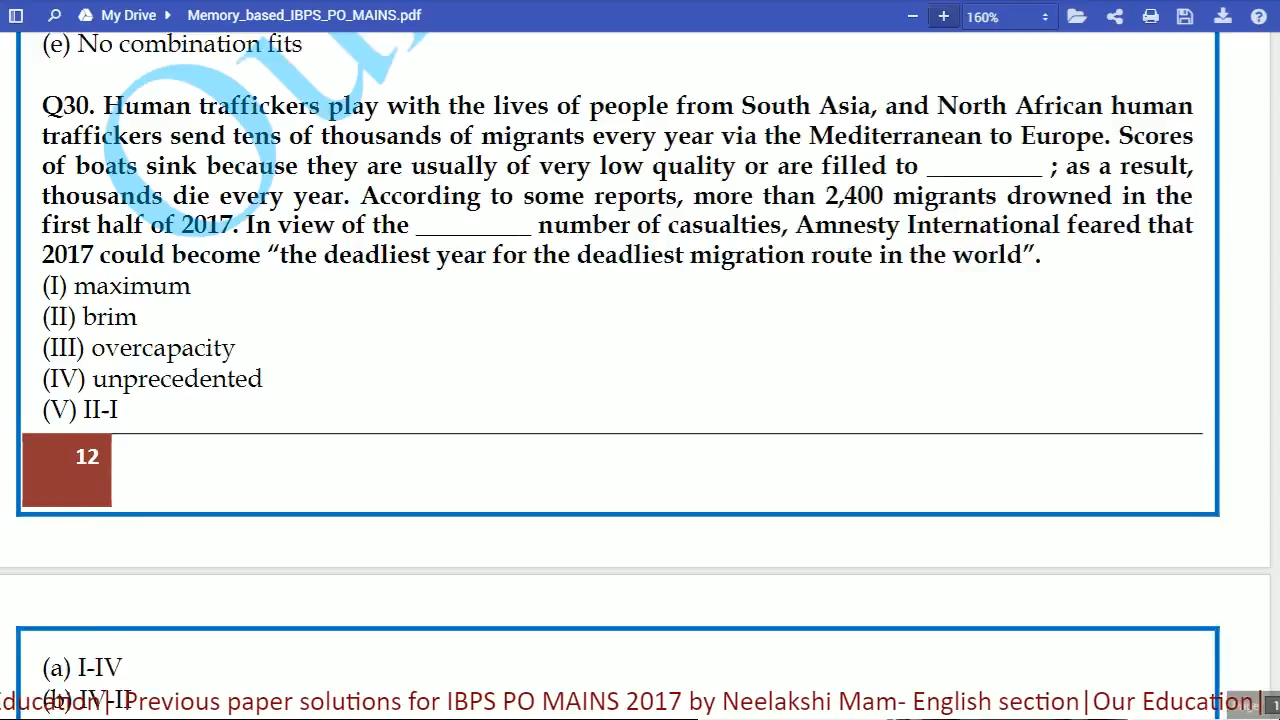 My Drive
Memory_based_IBPS_PO_MAINS.pdf
160%
(e) No combination fits
Our
Q30. Human traffickers play with the lives of people from South Asia, and North African human
traffickers send tens of thousands of migrants every year via the Mediterranean to Europe. Scores
of boats sink because they are usually of very low quality or are filled to _________ ; as a result,
thousands die every year. According to some reports, more than 2,400 migrants drowned in the
first half of 2017. In view of the _________ number of casualties, Amnesty International feared that
2017 could become “the deadliest year for the deadliest migration route in the world”.
(I) maximum
(II) brim
(III) overcapacity
(IV) unprecedented
(V) II-I
12
(a) I-IV
(b) IV-II
Education| Previous paper solutions for IBPS PO MAINS 2017 by Neelakshi Mam- English section|Our Education|